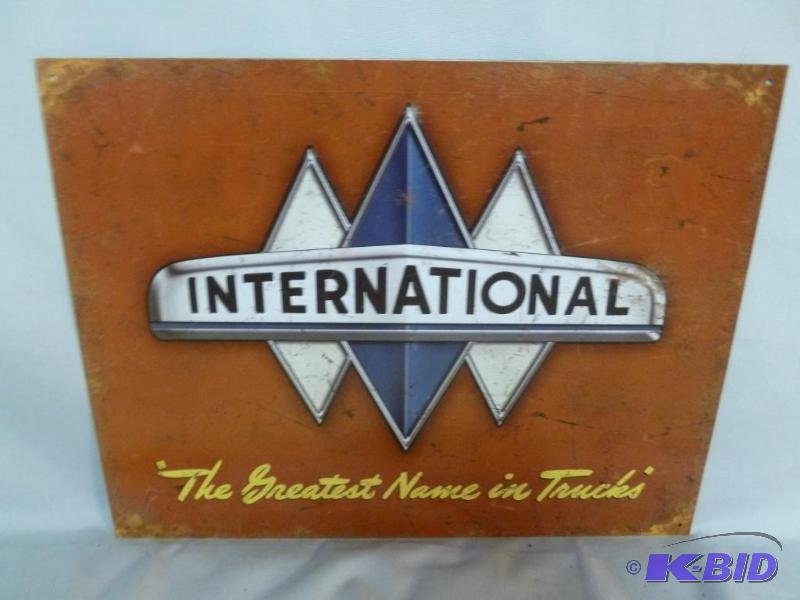 INTERNATIONAL
"The Greatest Name in Trucks"
© K-BID